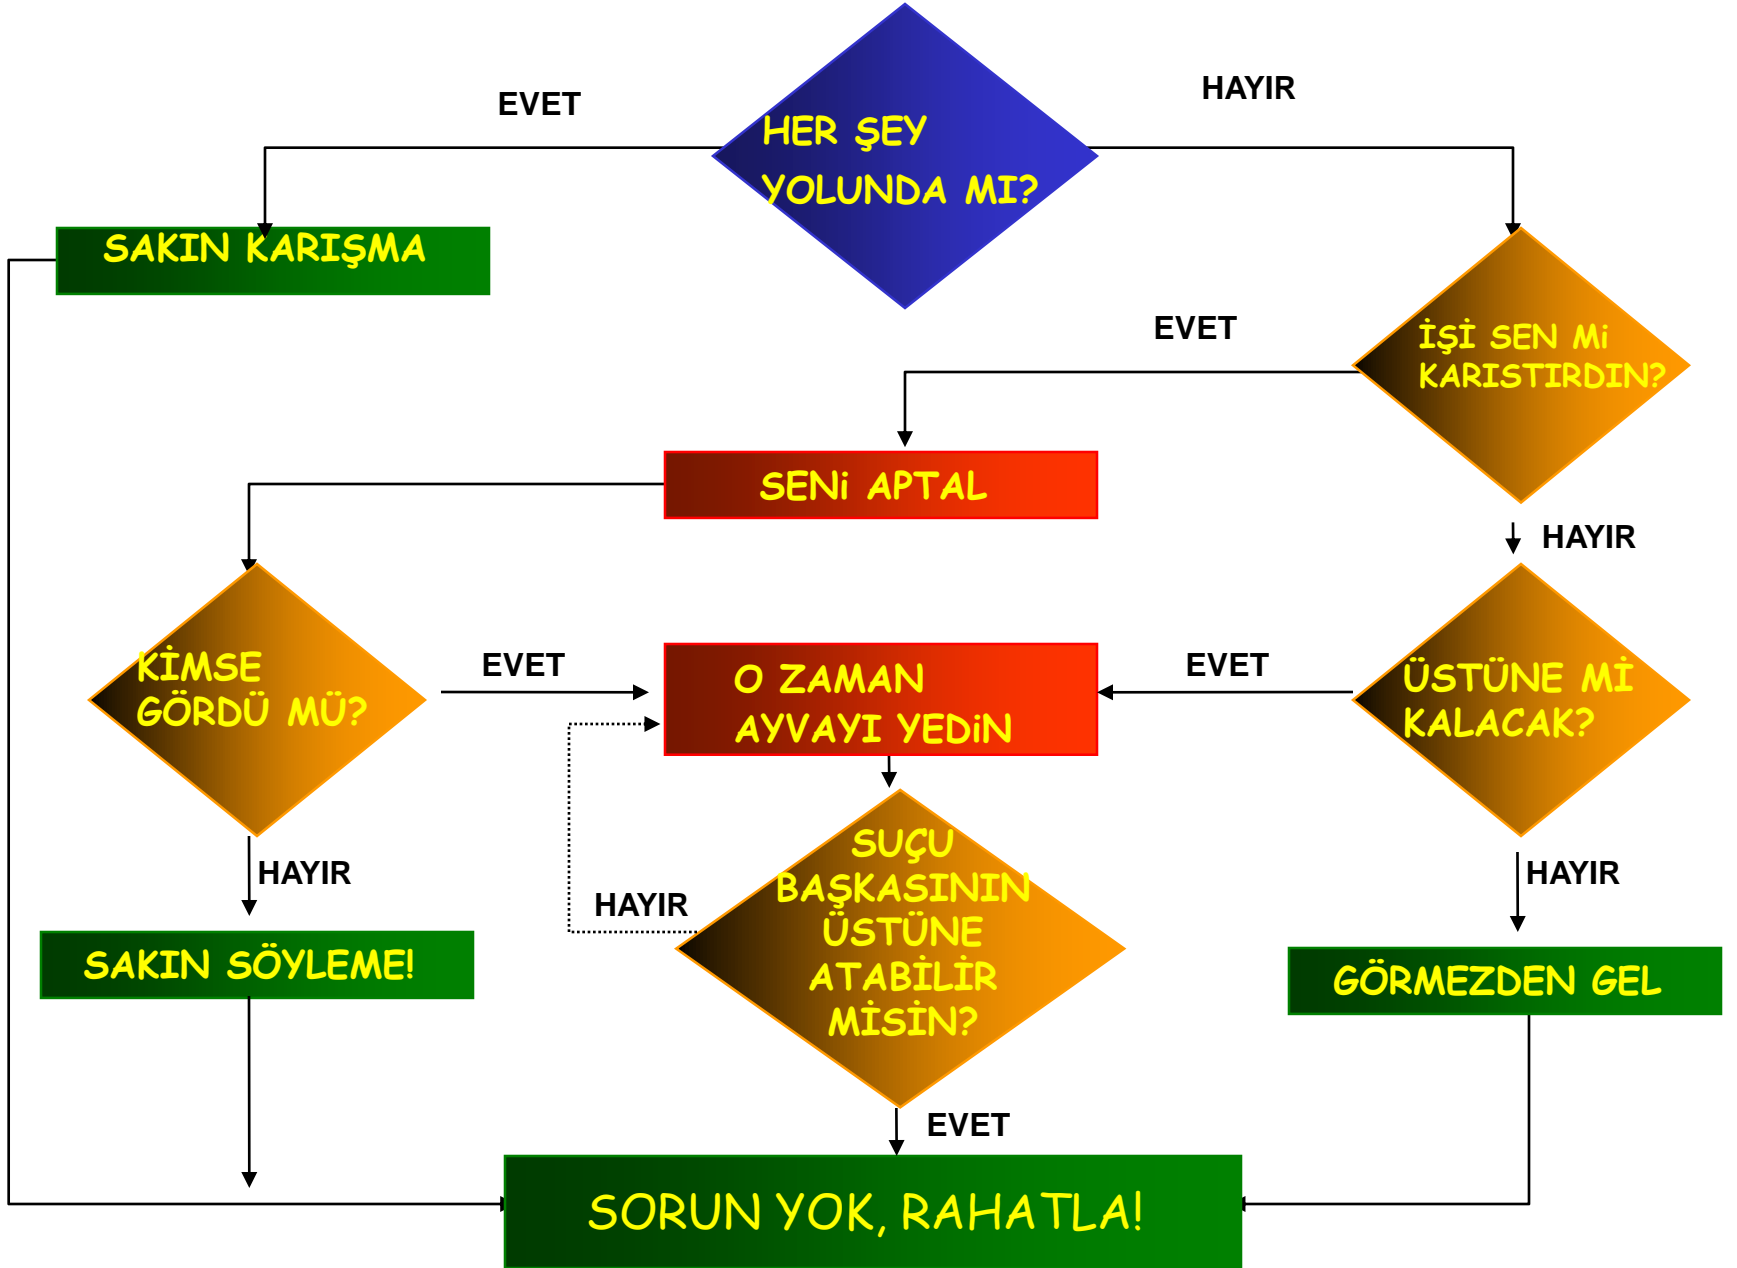 HAYIR
EVET
HER ŞEY
YOLUNDA MI?
SAKIN KARIŞMA
EVET
İŞİ SEN Mi
KARISTIRDIN?
SENi APTAL
HAYIR
KİMSE
GÖRDÜ MÜ?
EVET
O ZAMAN
AYVAYI YEDiN
EVET
ÜSTÜNE Mİ
KALACAK?
HAYIR
HAYIR
SUÇU
BAŞKASININ
ÜSTÜNE
ATABİLİR
MİSİN?
HAYIR
SAKIN SÖYLEME!
GÖRMEZDEN GEL
EVET
SORUN YOK, RAHATLA!